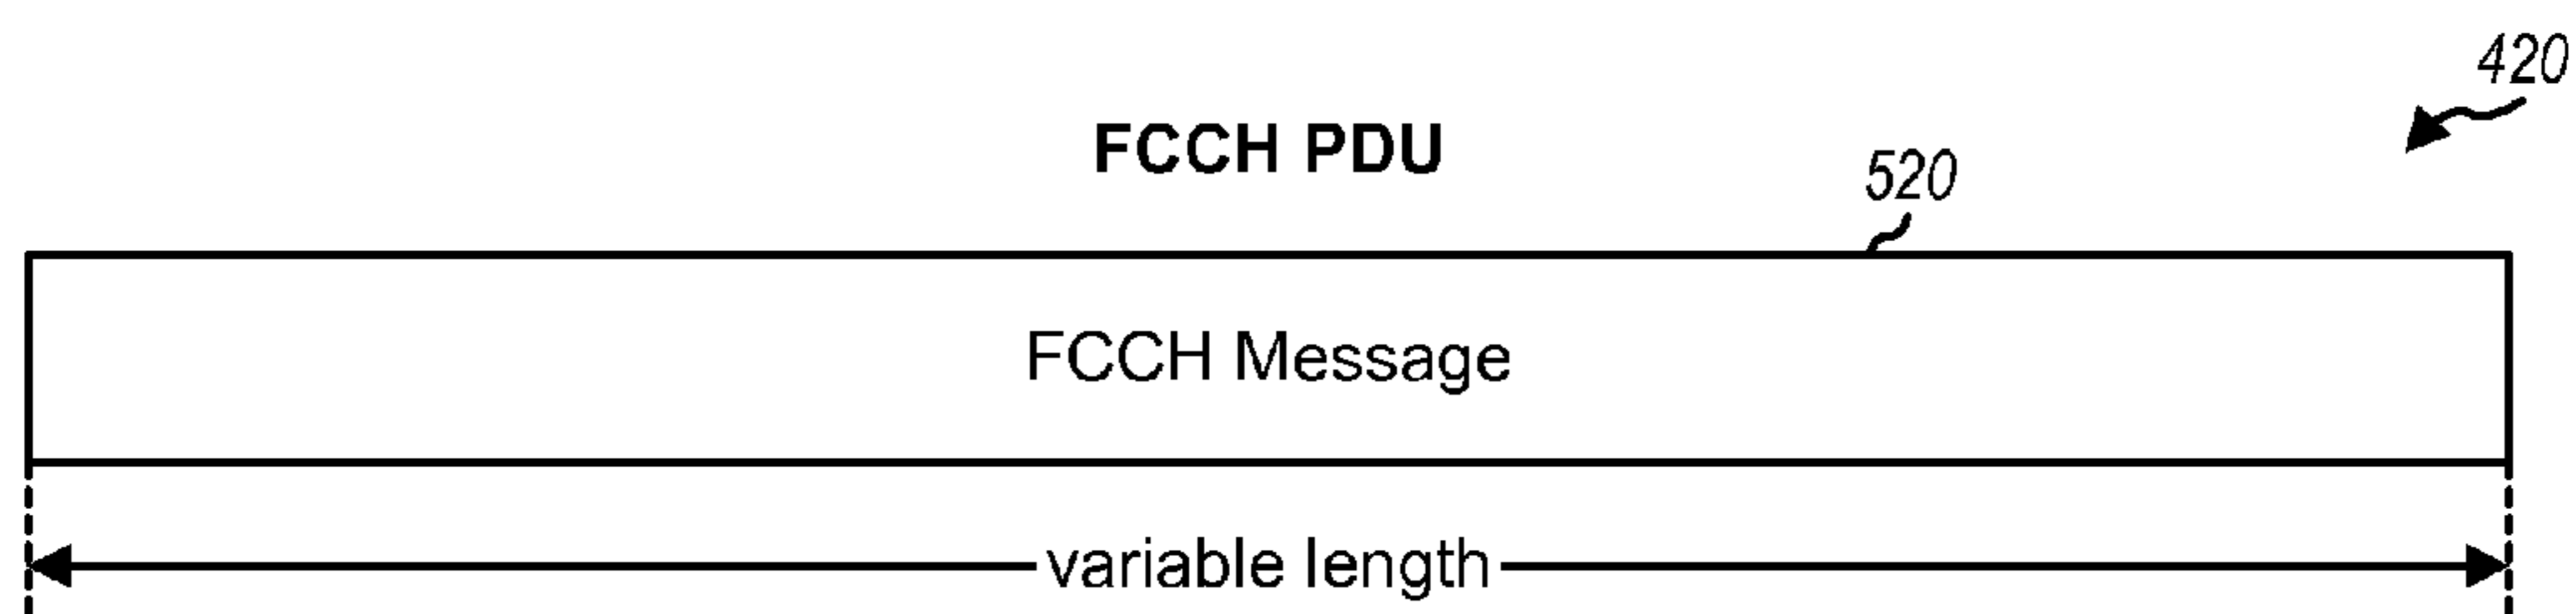 420
FCCH PDU
520
FCCH Message
variable length